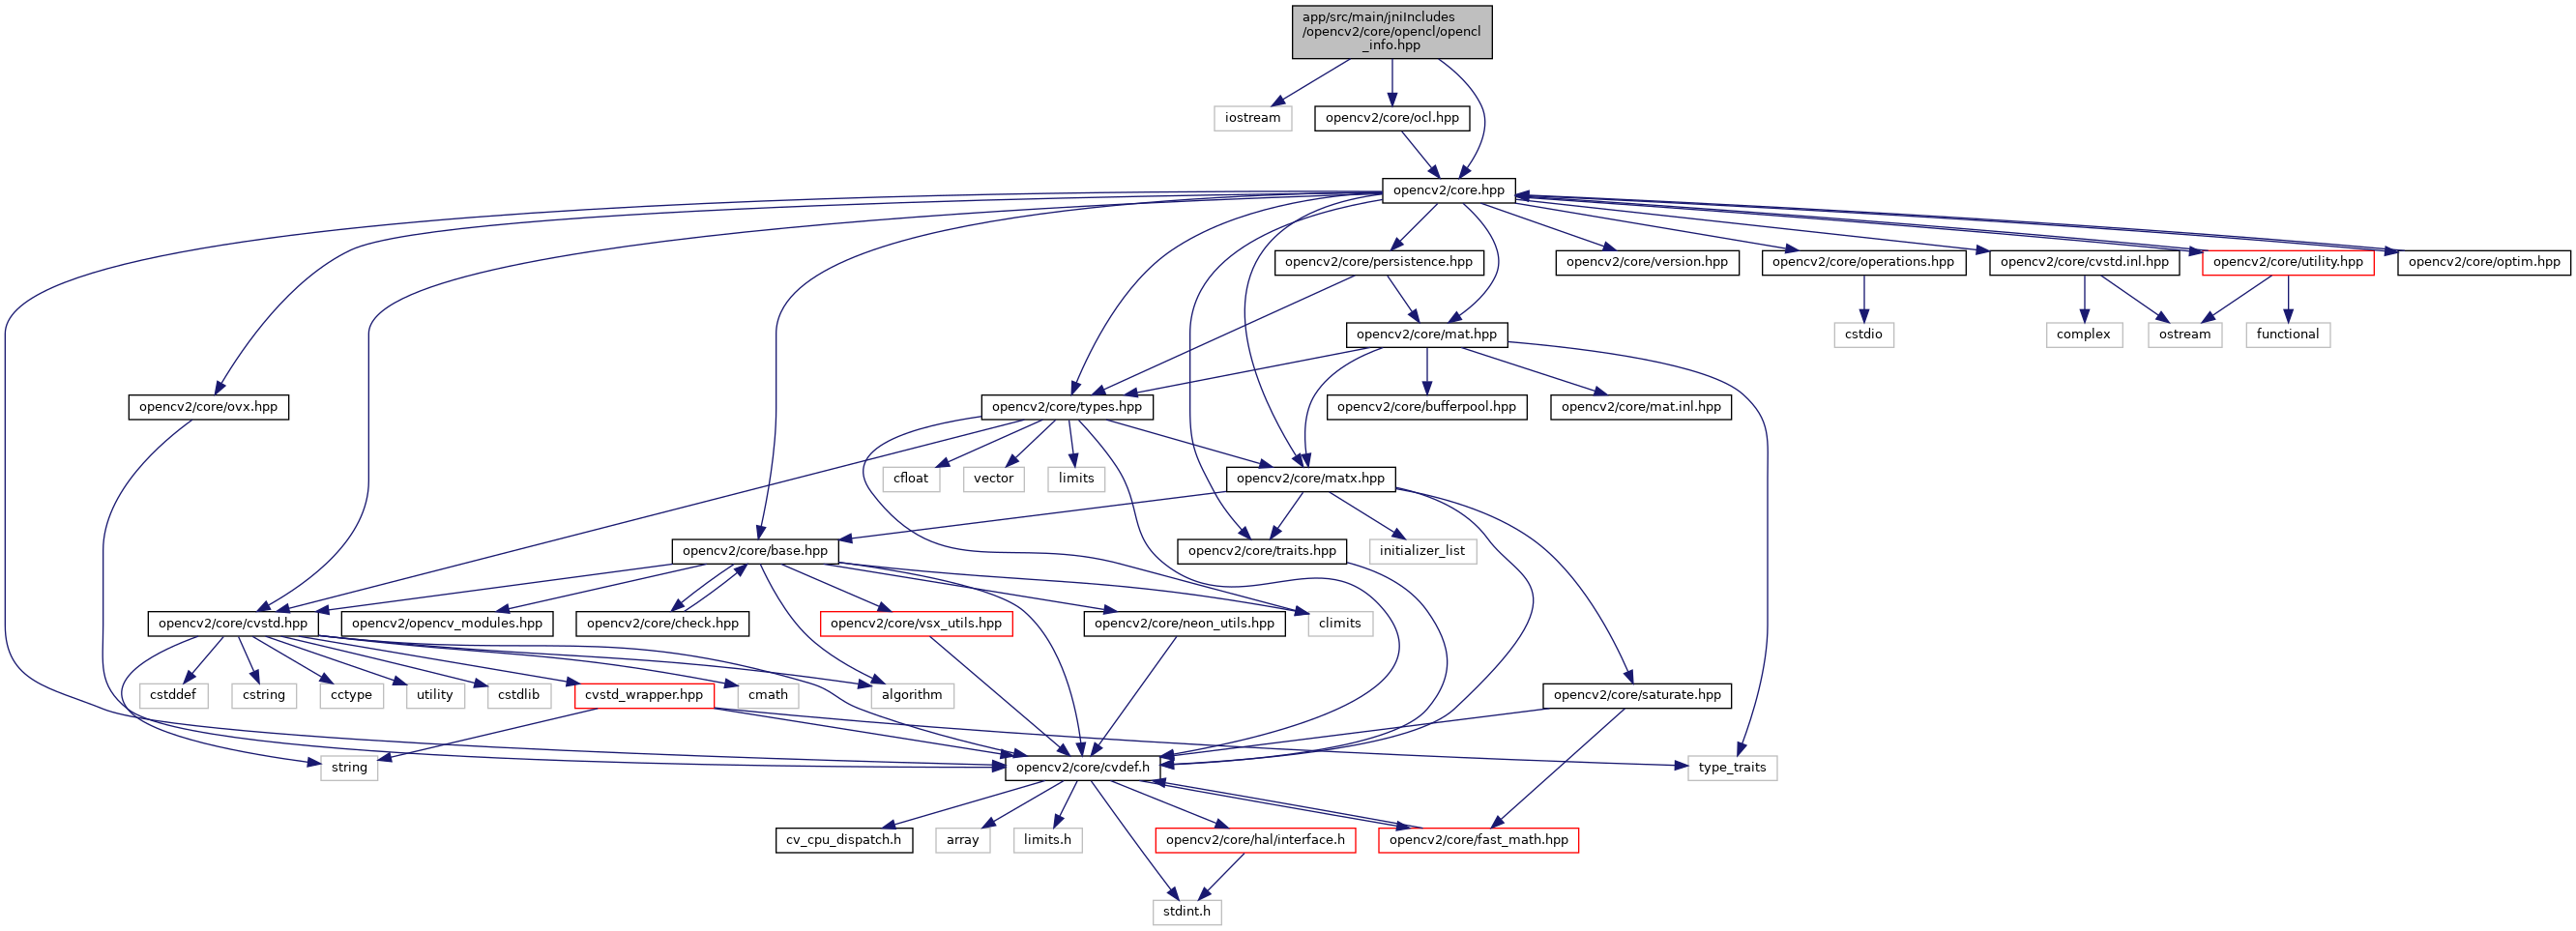 app/src/main/jniIncludes
/opencv2/core/opencl/opencl
_info.hpp
iostream
opencv2/core/ocl.hpp
opencv2/core.hpp
opencv2/core/persistence.hpp
opencv2/core/version.hpp
opencv2/core/operations.hpp
opencv2/core/cvstd.inl.hpp
opencv2/core/utility.hpp
opencv2/core/optim.hpp
opencv2/core/mat.hpp
cstdio
complex
ostream
functional
opencv2/core/ovx.hpp
opencv2/core/types.hpp
opencv2/core/bufferpool.hpp
opencv2/core/mat.inl.hpp
cfloat
vector
limits
opencv2/core/matx.hpp
opencv2/core/base.hpp
opencv2/core/traits.hpp
initializer_list
opencv2/core/cvstd.hpp
opencv2/opencv_modules.hpp
opencv2/core/check.hpp
opencv2/core/vsx_utils.hpp
opencv2/core/neon_utils.hpp
climits
cstddef
cstring
cctype
utility
cstdlib
cvstd_wrapper.hpp
cmath
algorithm
opencv2/core/saturate.hpp
string
opencv2/core/cvdef.h
type_traits
cv_cpu_dispatch.h
array
limits.h
opencv2/core/hal/interface.h
opencv2/core/fast_math.hpp
stdint.h